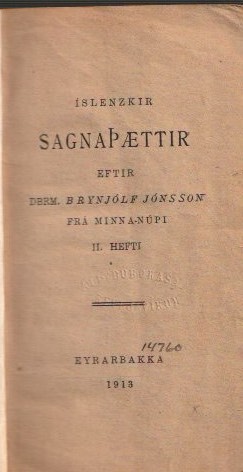 ÍSLENZKIR
SAGNAÞÆTTIR
EFTIR
DBRM. BRYNJÓLF JÓNSSON
FRÁ MINNA-NÚPI
II. HEFTI
14760
EYRARBAKKA
1913